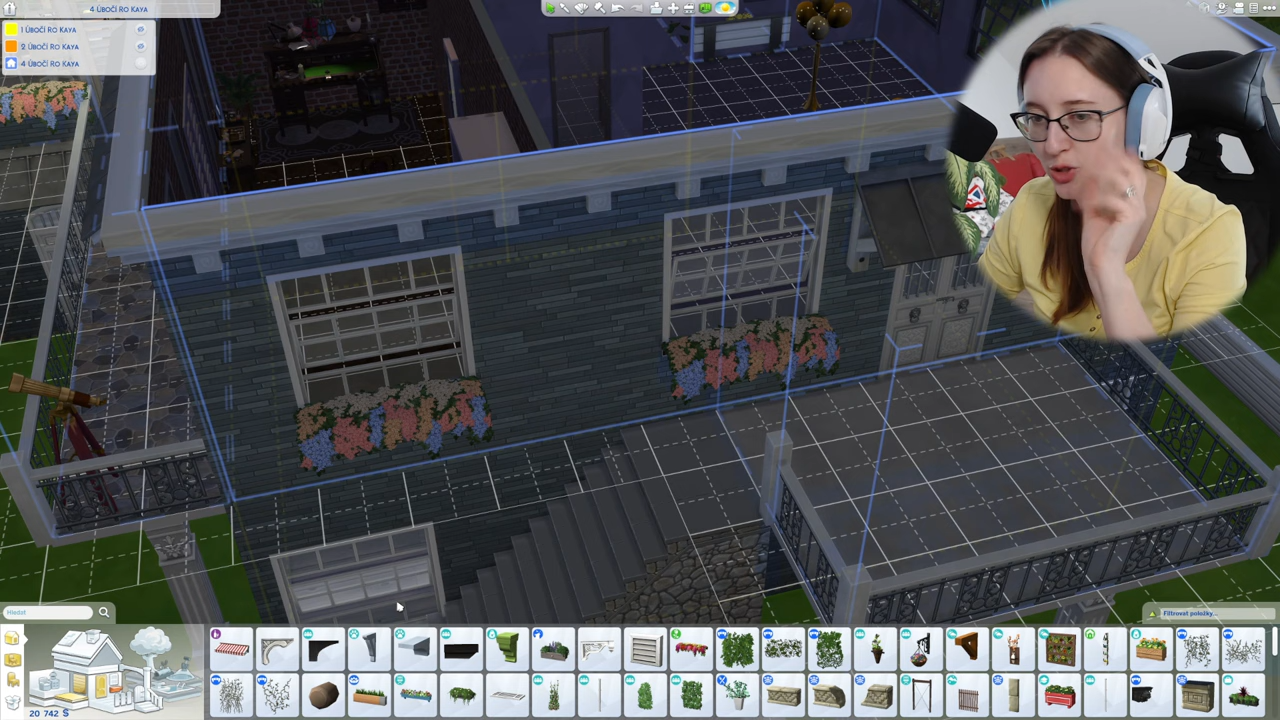 4 ÚBOČÍ RO KAYA
1 ÚBOČÍ RO KAYA
2 ÚBOČÍ RO KAYA
4 ÚBOČÍ RO KAYA
Hledat
Filtrovat položky...
20 742 $